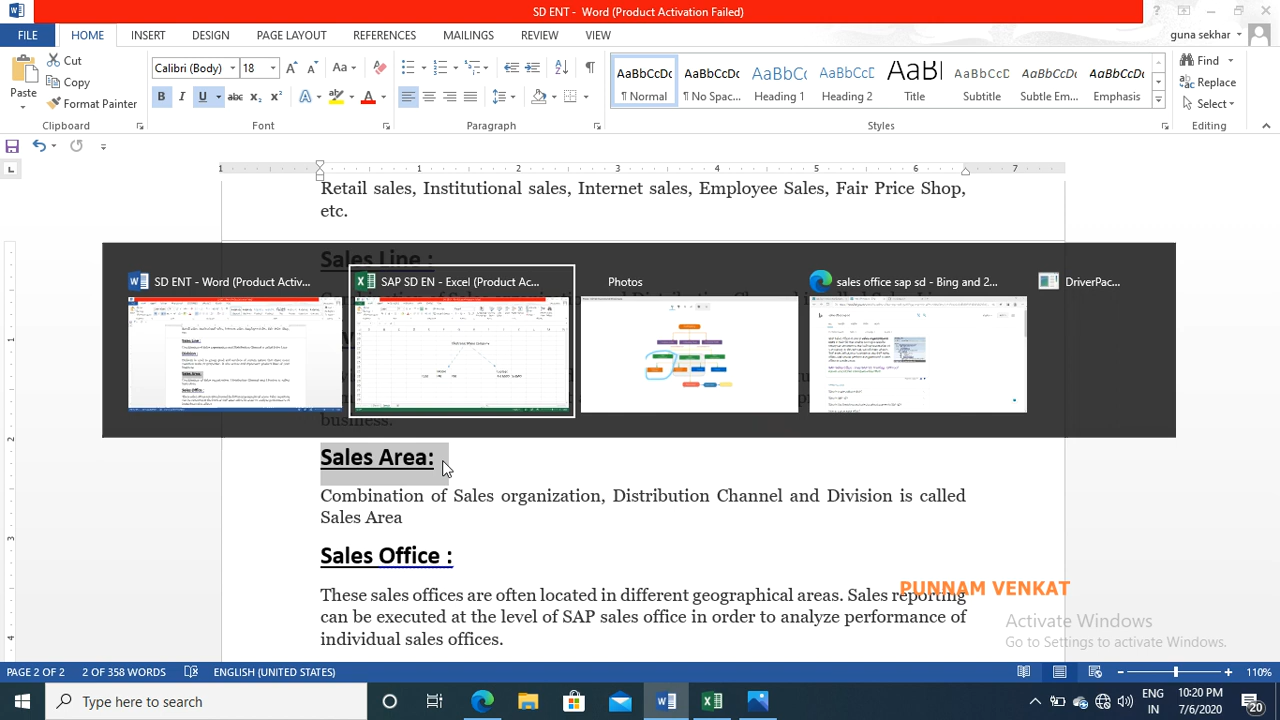 SD ENT - Word (Product Activation Failed)
guna sekhar
FILE HOME INSERT DESIGN PAGE LAYOUT REFERENCES MAILINGS REVIEW VIEW
Paste
Cut
Copy
Format Painter
Calibri (Body) 18
AaBbCcDc AaBbCcDc AaBbCc AaBbCcD AaBl AaBbCcD AaBbCcDc AaBbCcDc
¶ Normal ¶ No Spac... Heading 1 Heading 2 Title Subtitle Subtle Em... Emphasis
Find
Replace
Select
Clipboard Font Paragraph Styles Editing
Retail sales, Institutional sales, Internet sales, Employee Sales, Fair Price Shop,
etc.
Sales Line :
SD ENT - Word (Product Activ...
SAP SD EN - Excel (Product Ac...
Photos
sales office sap sd - Bing and 2...
DriverPac...
business.
Sales Area:
Combination of Sales organization, Distribution Channel and Division is called
Sales Area
Sales Office :
These sales offices are often located in different geographical areas. Sales reporting
can be executed at the level of SAP sales office in order to analyze performance of
individual sales offices.
PUNNAM VENKAT
Activate Windows
Go to Settings to activate Windows.
PAGE 2 OF 2 2 OF 358 WORDS ENGLISH (UNITED STATES) 110%
Type here to search
ENG
IN
10:20 PM
7/6/2020
20